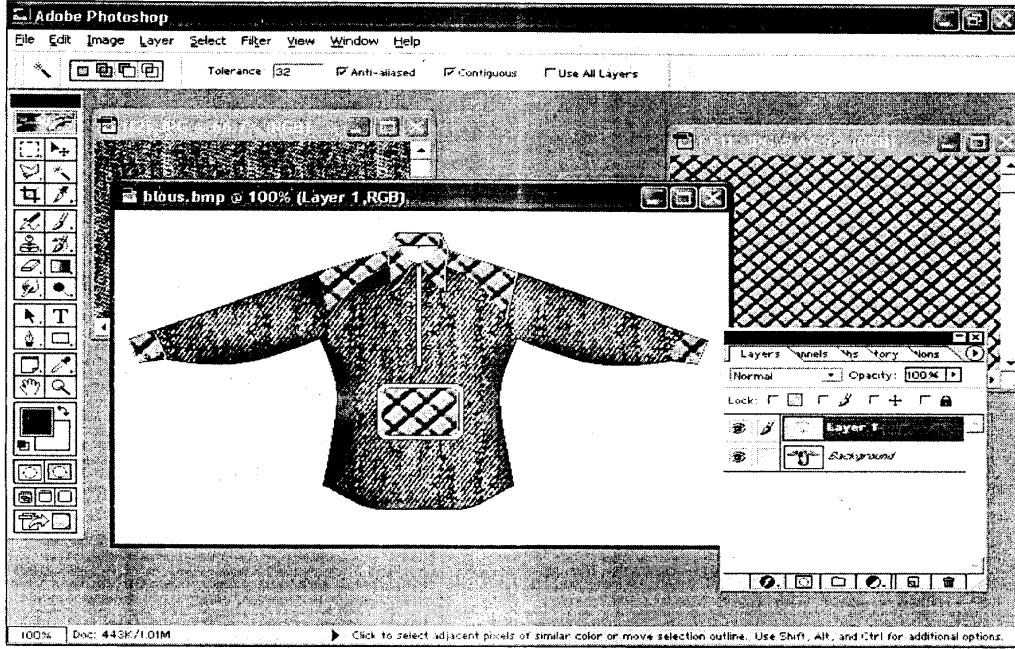 Adobe Photoshop
File Edit Image Layer Select Filter View Window Help
Tolerance: 32 Anti-aliased Contiguous Use All Layers
blous.bmp @ 100% (Layer 1,RGB)
Layers
Normal Opacity: 100%
Lock:
Layer 1
Background
100% Doc: 443K/1.01M Click to select adjacent pixels of similar color or move selection outline. Use Shift, Alt, and Ctrl for additional options.